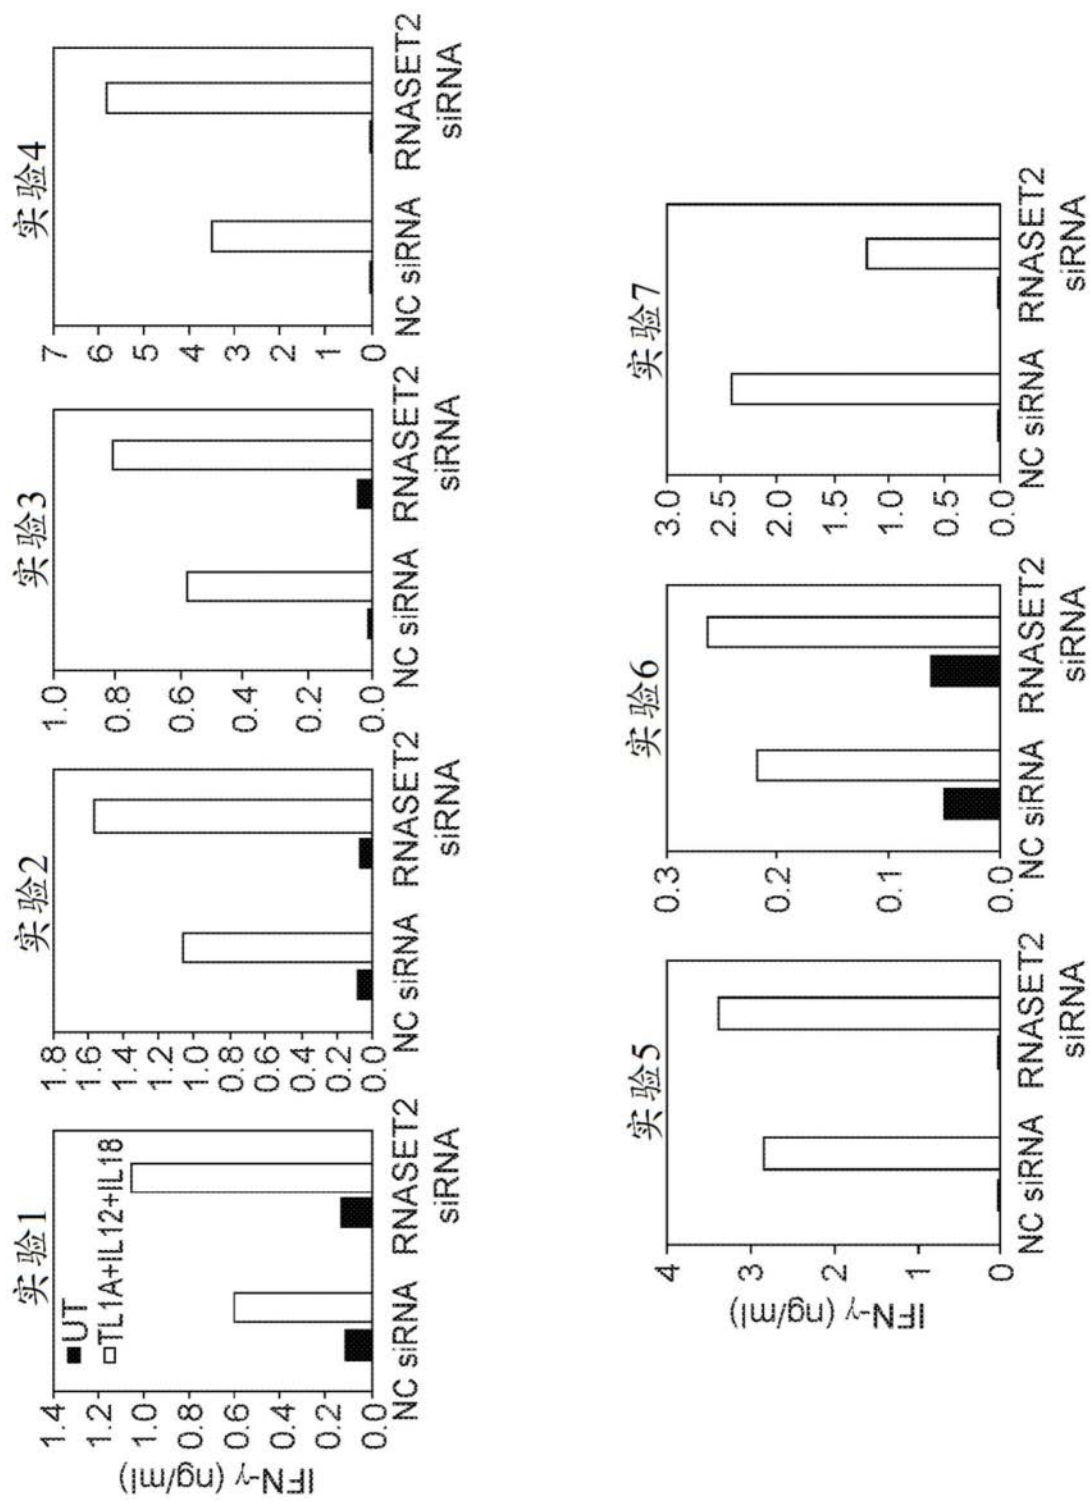 实验1
UT
TL1A+IL12+IL18
IFN-γ (ng/ml)
1.4
1.2
1.0
0.8
0.6
0.4
0.2
0.0
NC siRNA RNASET2
siRNA
实验2
1.8
1.6
1.4
1.2
1.0
0.8
0.6
0.4
0.2
0.0
NC siRNA RNASET2
siRNA
实验3
1.0
0.8
0.6
0.4
0.2
0.0
NC siRNA RNASET2
siRNA
实验4
7
6
5
4
3
2
1
0
NC siRNA RNASET2
siRNA
实验5
IFN-γ (ng/ml)
4
3
2
1
0
NC siRNA RNASET2
siRNA
实验6
0.3
0.2
0.1
0.0
NC siRNA RNASET2
siRNA
实验7
3.0
2.5
2.0
1.5
1.0
0.5
0.0
NC siRNA RNASET2
siRNA